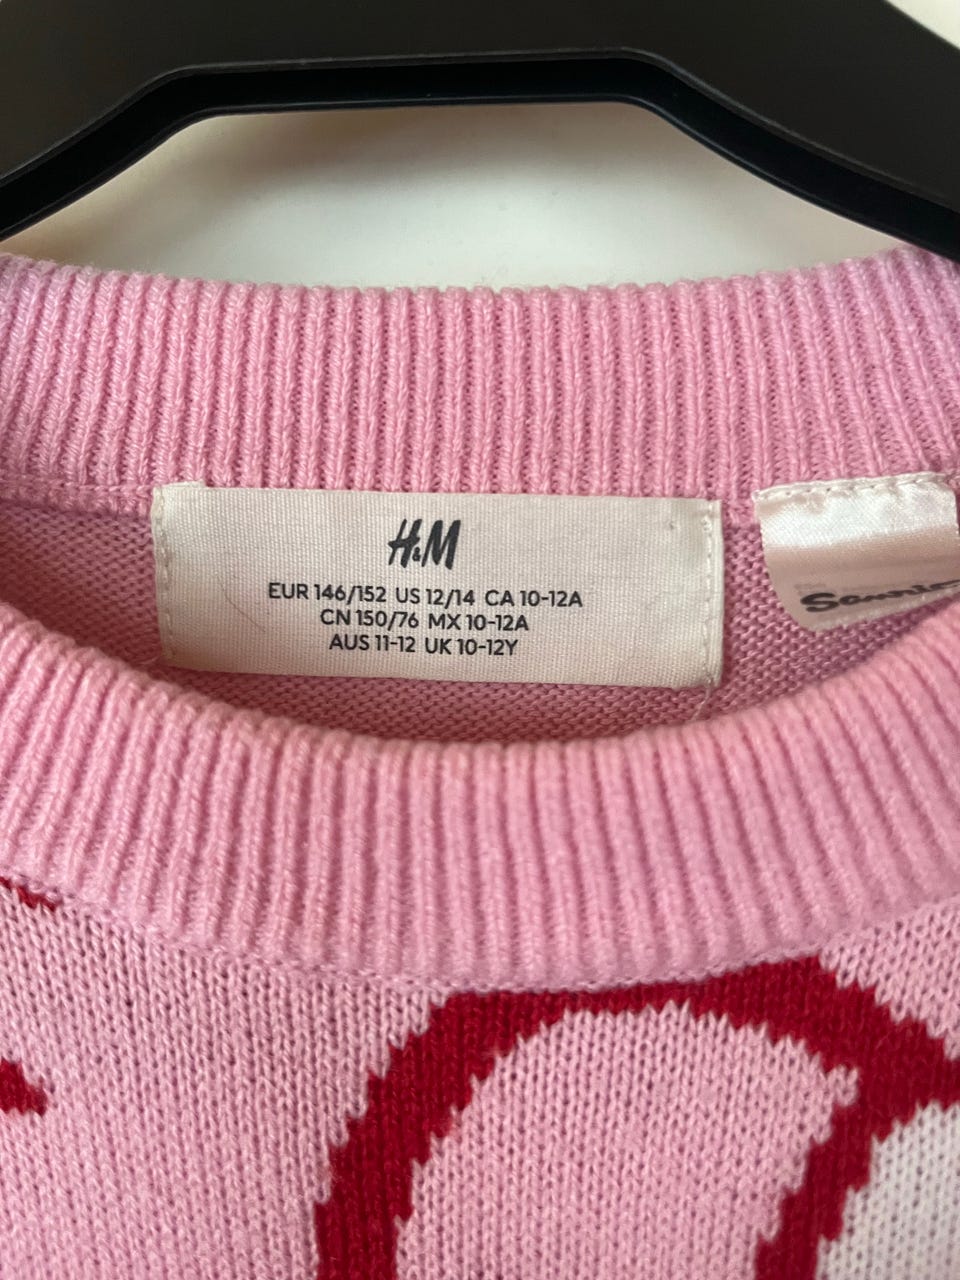 H&M
EUR 146/152 US 12/14 CA 10-12A
CN 150/76 MX 10-12A
AUS 11-12 UK 10-12Y